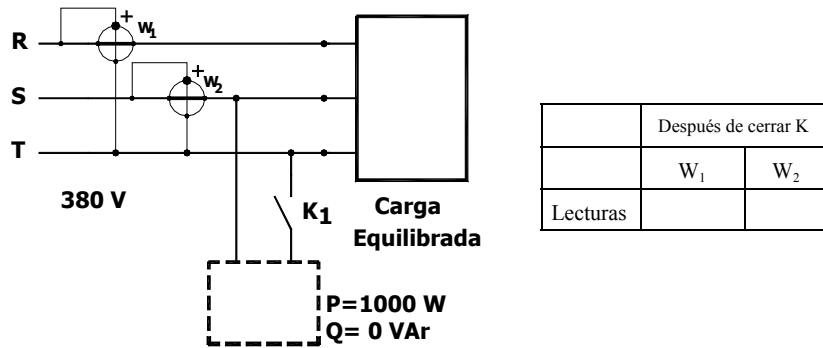 + W1
R
+ W2
S
T
380 V
K1
Carga
Equilibrada
P=1000 W
Q= 0 VAr
Después de cerrar K
W1 W2
Lecturas